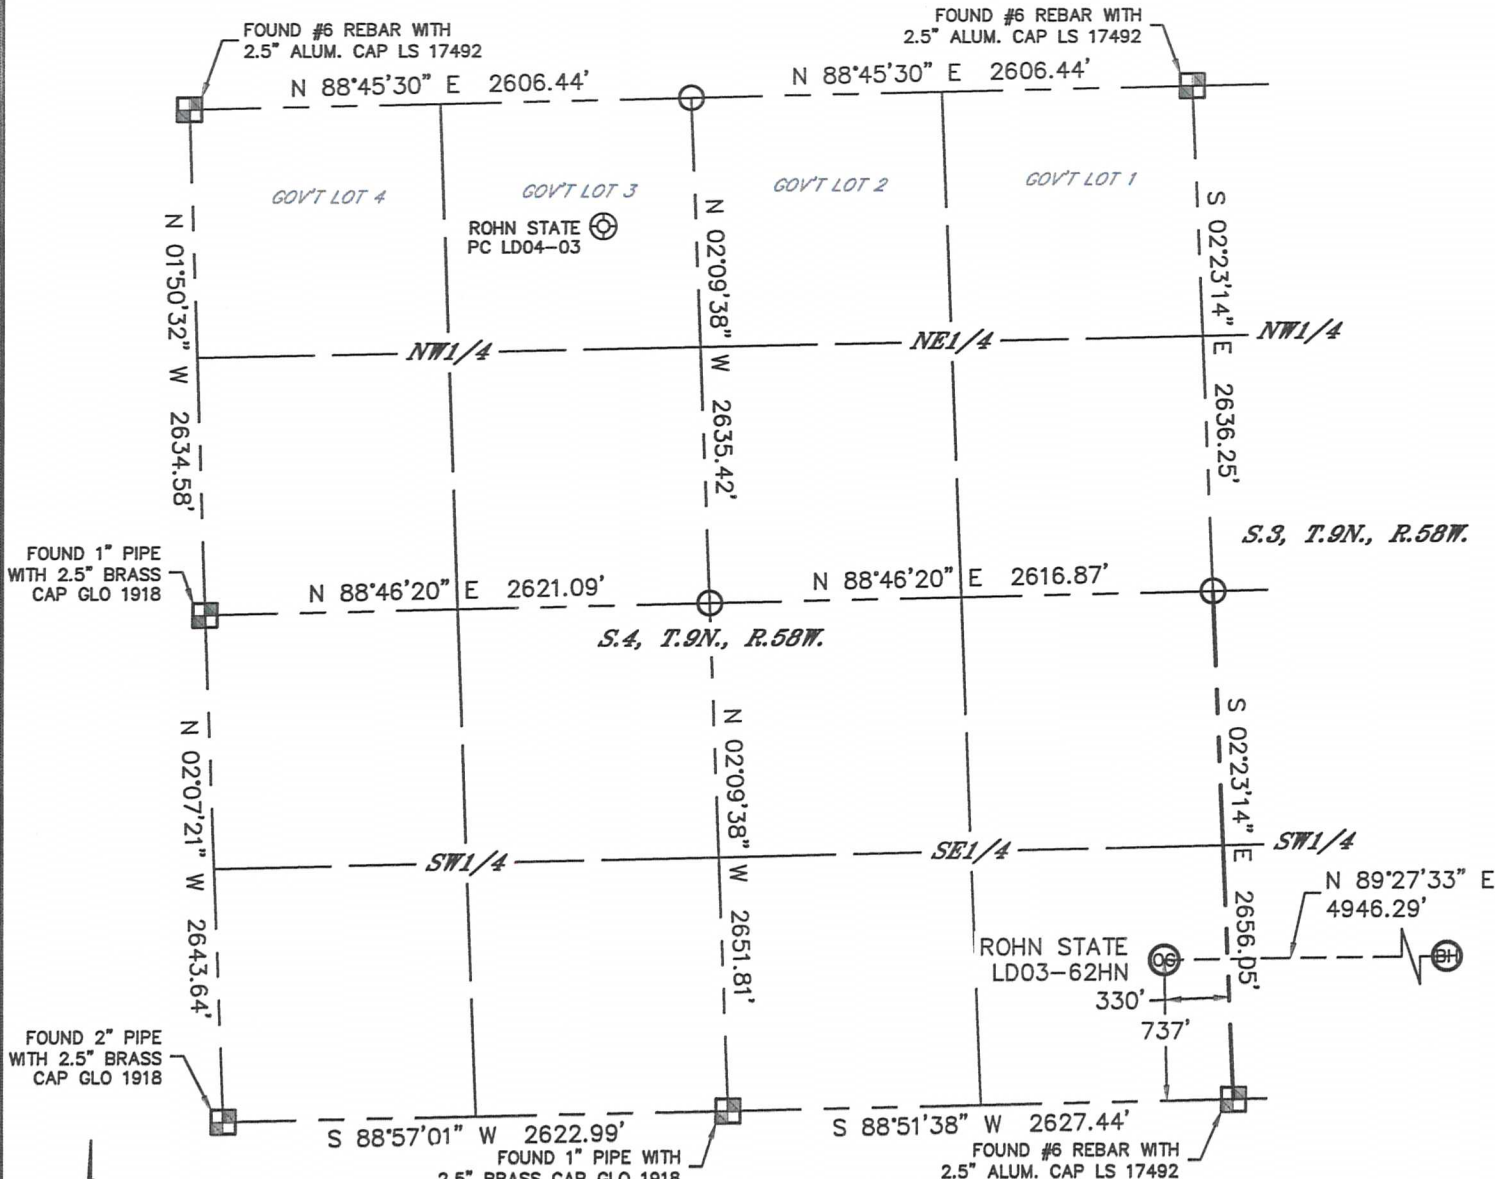 FOUND #6 REBAR WITH
2.5" ALUM. CAP LS 17492
FOUND #6 REBAR WITH
2.5" ALUM. CAP LS 17492
N 88°45'30" E 2606.44'
N 88°45'30" E 2606.44'
GOV'T LOT 4
GOV'T LOT 3
GOV'T LOT 2
GOV'T LOT 1
ROHN STATE
PC LD04-03
N 01°50'32" W 2634.58'
N 02°09'38" W 2635.42'
S 02°23'14" E 2636.25'
NW1/4
NE1/4
NW1/4
S.3, T.9N., R.58W.
FOUND 1" PIPE
WITH 2.5" BRASS
CAP GLO 1918
N 88°46'20" E 2621.09'
N 88°46'20" E 2616.87'
S.4, T.9N., R.58W.
N 02°07'21" W 2643.64'
N 02°09'38" W 2651.81'
S 02°23'14" E 2656.05'
SW1/4
SE1/4
SW1/4
N 89°27'33" E
4946.29'
ROHN STATE
LD03-62HN
OG
BH
330'
737'
FOUND 2" PIPE
WITH 2.5" BRASS
CAP GLO 1918
S 88°57'01" W 2622.99'
S 88°51'38" W 2627.44'
FOUND 1" PIPE WITH
2.5" BRASS CAP GLO 1918
FOUND #6 REBAR WITH
2.5" ALUM. CAP LS 17492